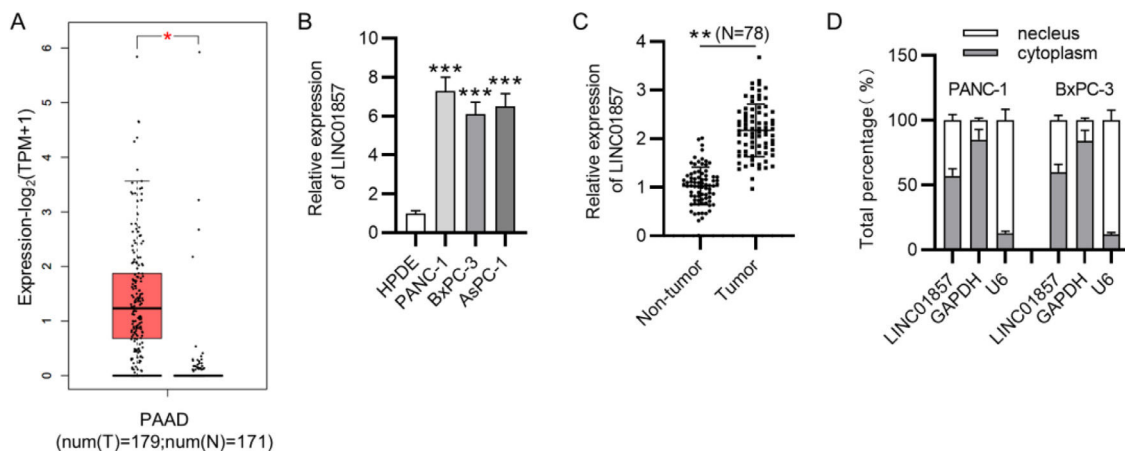 A
*
Expression-log₂(TPM+1)
6
5
4
3
2
1
0
PAAD
(num(T)=179;num(N)=171)
B
Relative expression
of LINC01857
10
8
6
4
2
0
***
***
***
HPDE
PANC-1
BxPC-3
AsPC-1
C
** (N=78)
Relative expression
of LINC01857
4
3
2
1
0
Non-tumor
Tumor
D
necleus
cytoplasm
Total percentage( %)
150
100
50
0
PANC-1
BxPC-3
LINC01857
GAPDH
U6
LINC01857
GAPDH
U6